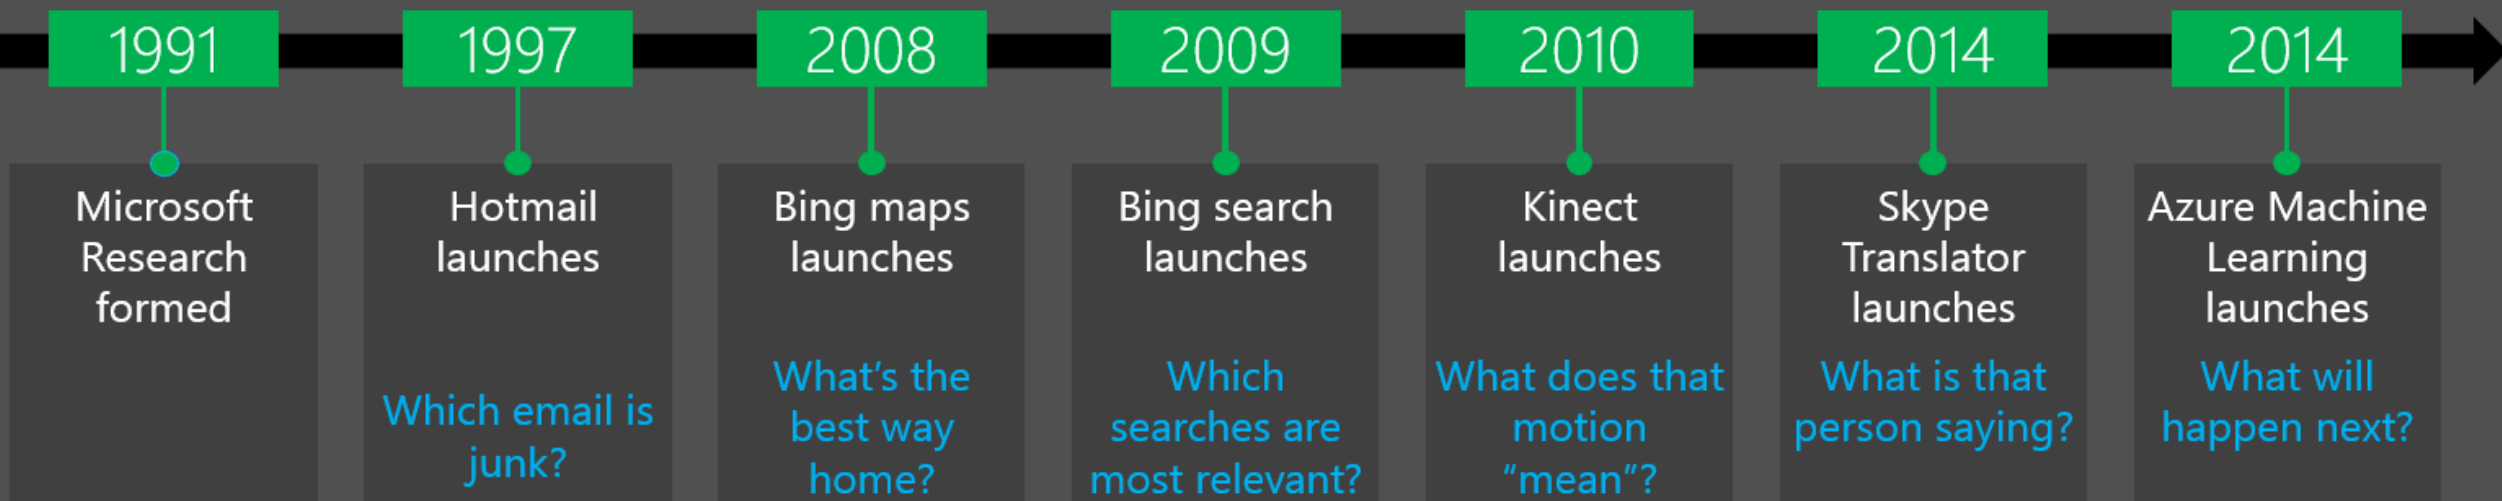 1991
Microsoft
Research
formed
1997
Hotmail
launches
Which email is
junk?
2008
Bing maps
launches
What’s the
best way
home?
2009
Bing search
launches
Which
searches are
most relevant?
2010
Kinect
launches
What does that
motion
“mean”?
2014
Skype
Translator
launches
What is that
person saying?
2014
Azure Machine
Learning
launches
What will
happen next?